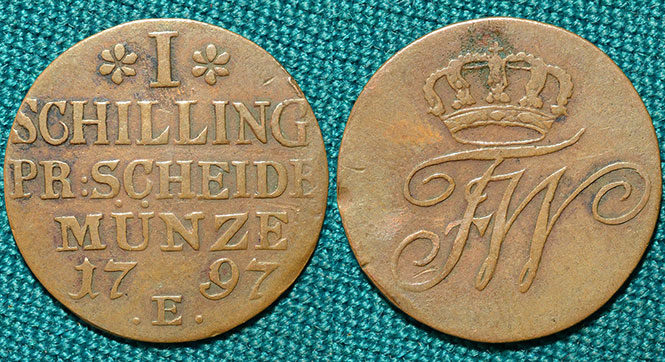 I
SCHILLING
PR:SCHEIDE
MÜNZE
17 97
.E.
FW